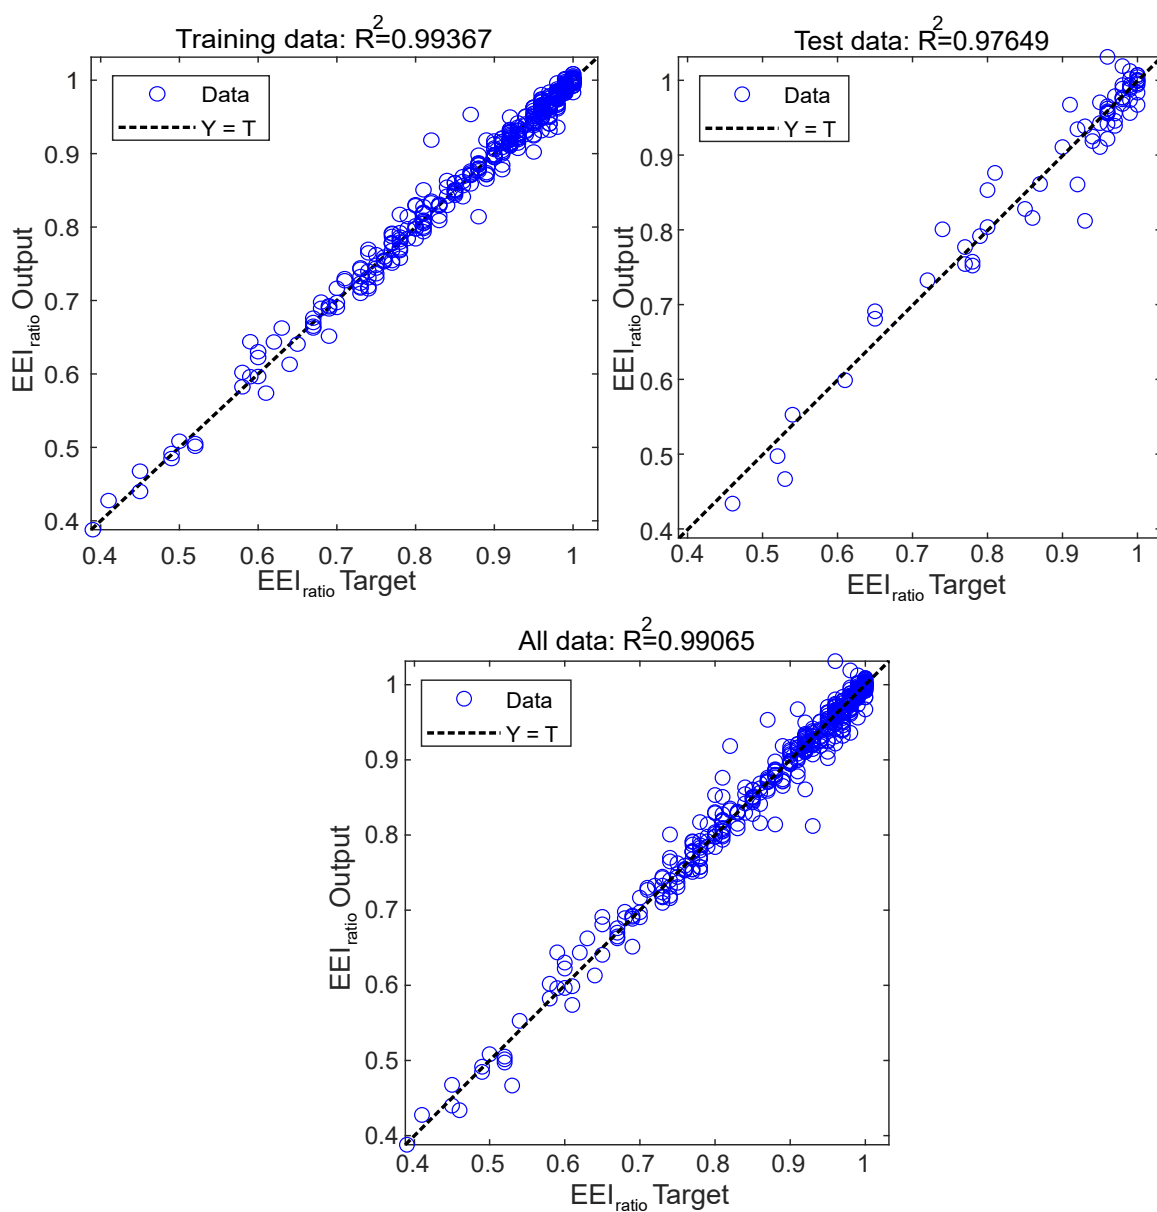 Training data: R²=0.99367
1
0.9
0.8
0.7
0.6
0.5
0.4
Data
Y = T
EEI_ratio Output
0.4 0.5 0.6 0.7 0.8 0.9 1
EEI_ratio Target
Test data: R²=0.97649
1
0.9
0.8
0.7
0.6
0.5
0.4
Data
Y = T
EEI_ratio Output
0.4 0.5 0.6 0.7 0.8 0.9 1
EEI_ratio Target
All data: R²=0.99065
1
0.9
0.8
0.7
0.6
0.5
0.4
Data
Y = T
EEI_ratio Output
0.4 0.5 0.6 0.7 0.8 0.9 1
EEI_ratio Target